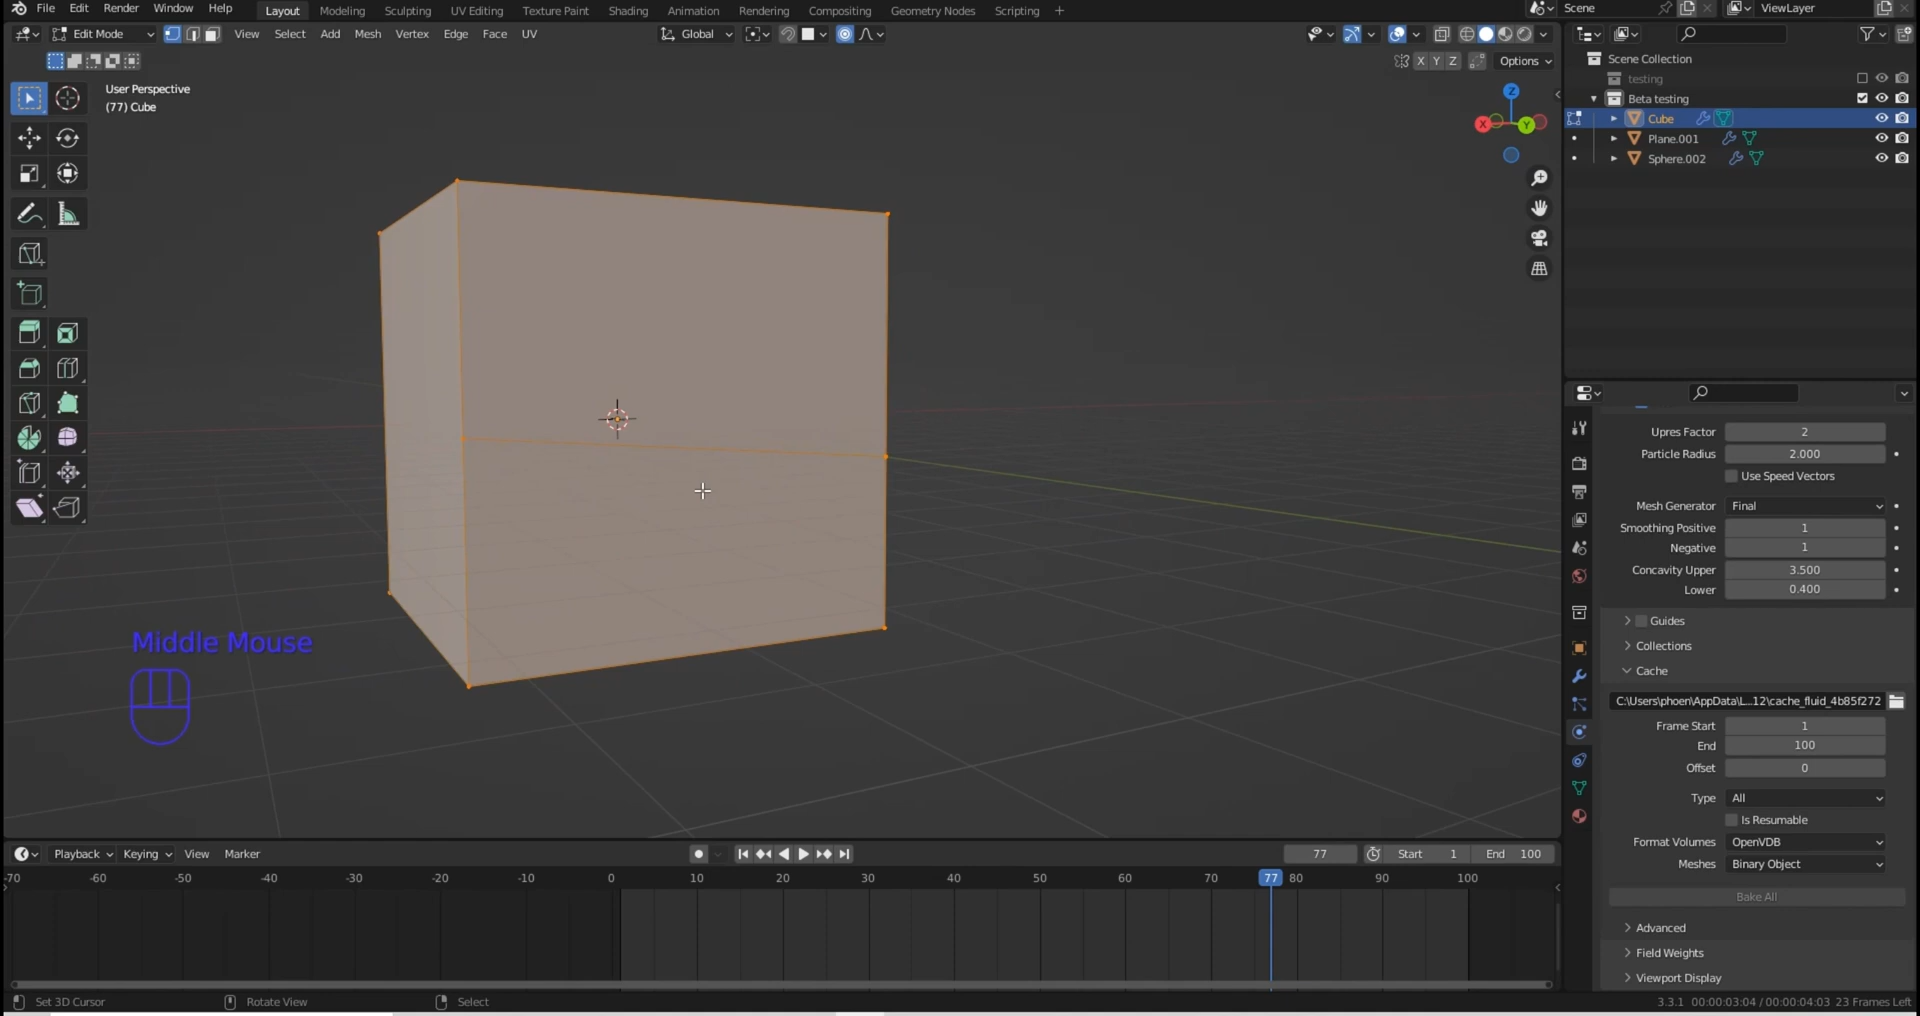 File Edit Render Window Help Layout Modeling Sculpting UV Editing Texture Paint Shading Animation Rendering Compositing Geometry Nodes Scripting + Scene ViewLayer
Edit Mode View Select Add Mesh Vertex Edge Face UV Global
X Y Z Options
User Perspective
(77) Cube
Z
X Y
Scene Collection
testing
Beta testing
Cube
Plane.001
Sphere.002
Upres Factor 2
Particle Radius 2.000
Use Speed Vectors
Mesh Generator Final
Smoothing Positive 1
Negative 1
Concavity Upper 3.500
Lower 0.400
Guides
Collections
Cache
C:\Users\phoen\AppData\L...12\cache_fluid_4b85f272
Frame Start 1
End 100
Offset 0
Type All
Is Resumable
Format Volumes OpenVDB
Meshes Binary Object
Bake All
Advanced
Field Weights
Viewport Display
Middle Mouse
Playback Keying View Marker 77 Start 1 End 100
-70 -60 -50 -40 -30 -20 -10 0 10 20 30 40 50 60 70 77 80 90 100
Set 3D Cursor Rotate View Select 3.3.1 00:00:03:04 / 00:00:04:03 23 Frames Left